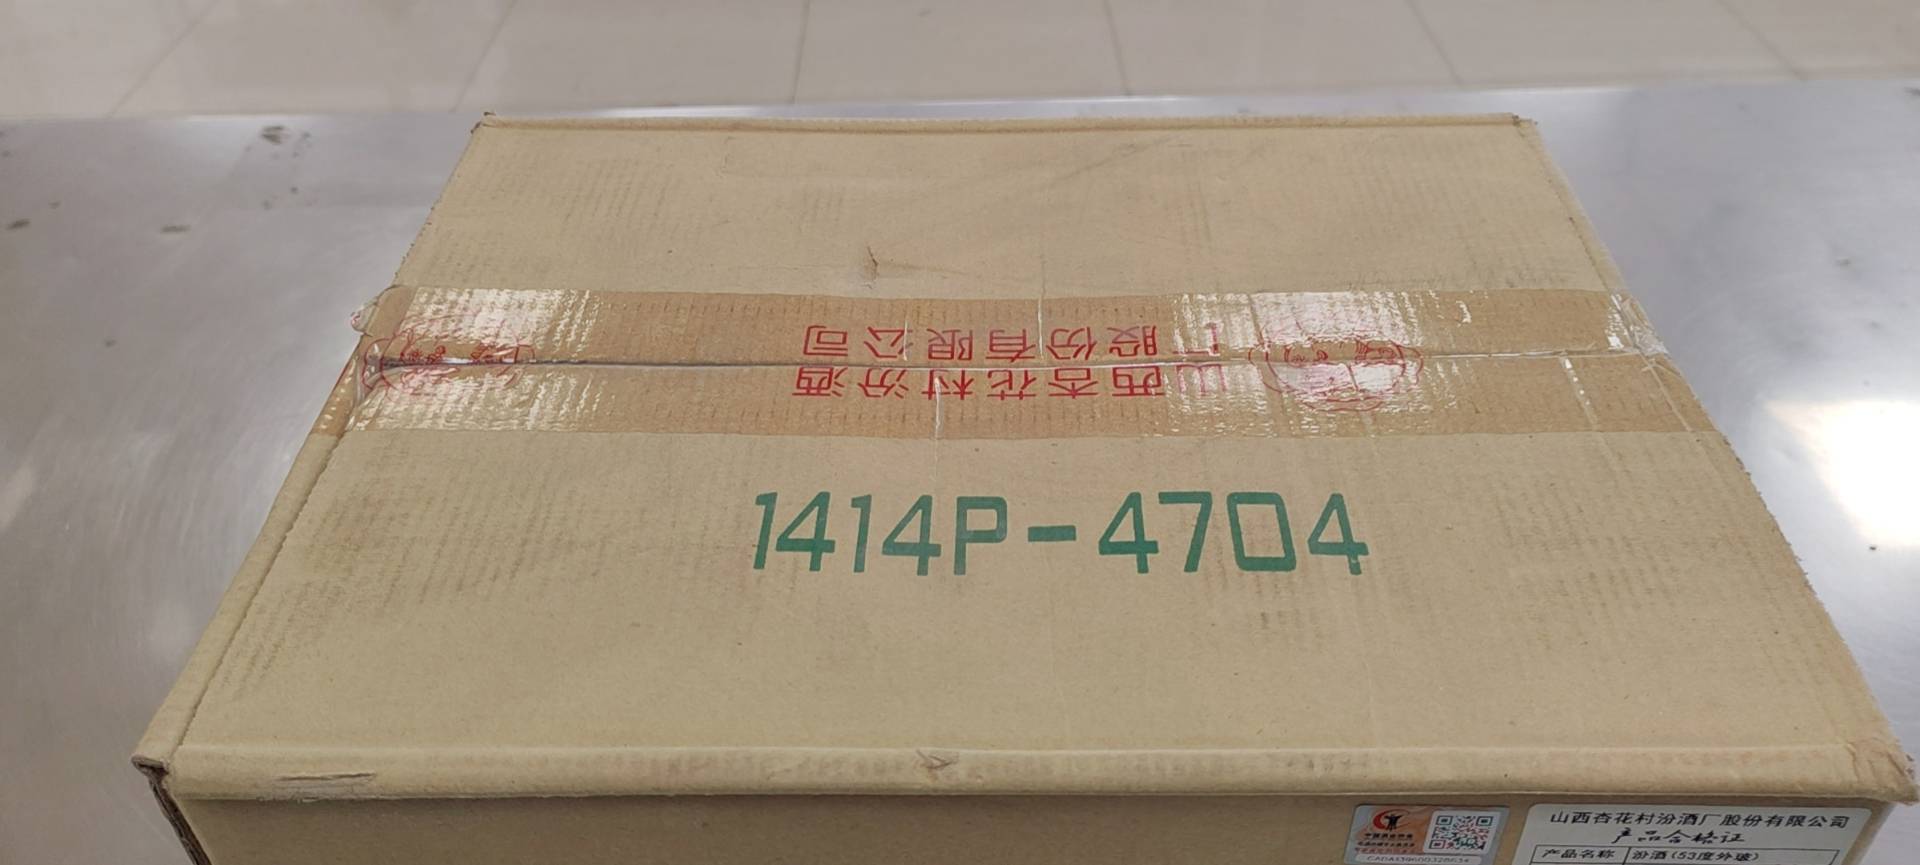 山西杏花村汾酒
厂股份有限公司
1414P-4704
山西杏花村汾酒厂股份有限公司
产品合格证
产品名称
汾酒(53度外玻)